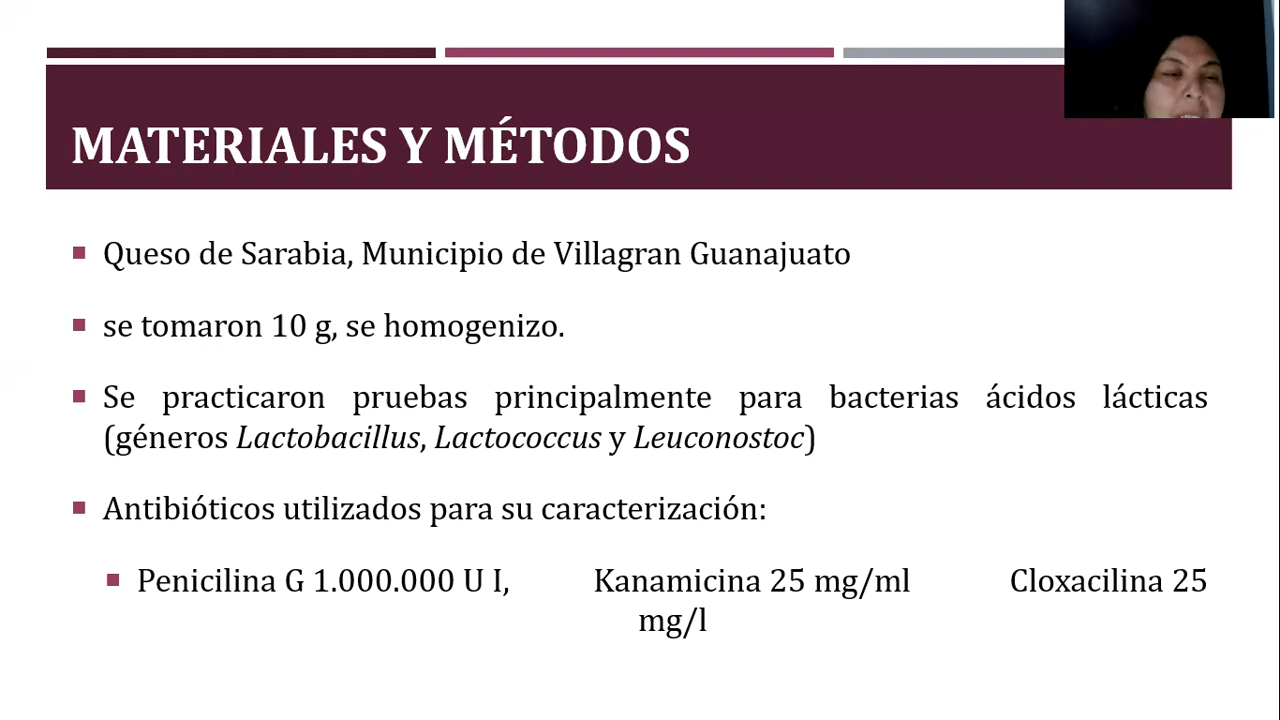 MATERIALES Y MÉTODOS
Queso de Sarabia, Municipio de Villagran Guanajuato
se tomaron 10 g, se homogenizo.
Se practicaron pruebas principalmente para bacterias ácidos lácticas
(géneros Lactobacillus, Lactococcus y Leuconostoc)
Antibióticos utilizados para su caracterización:
Penicilina G 1.000.000 U I, Kanamicina 25 mg/ml Cloxacilina 25
mg/l